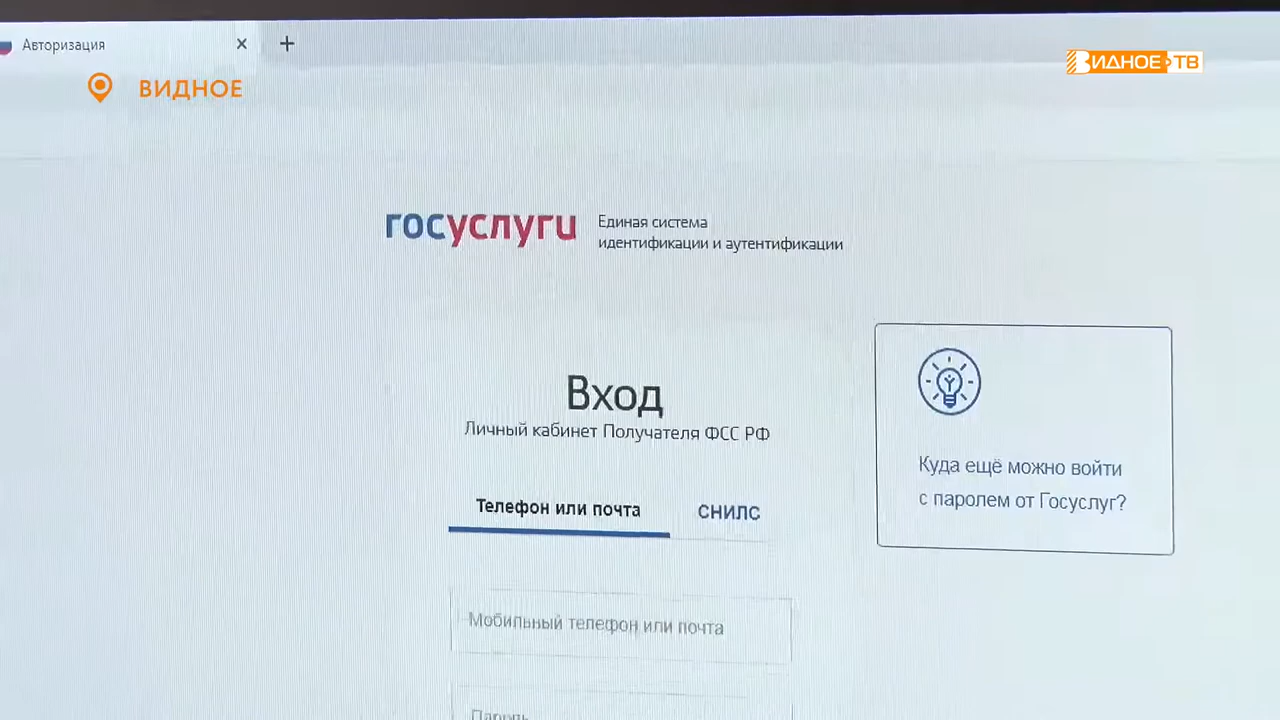 Авторизация
ВИДНОЕ
ВИДНОЕ ТВ
госуслуги
Единая система
идентификации и аутентификации
Вход
Личный кабинет Получателя ФСС РФ
Телефон или почта
СНИЛС
Куда ещё можно войти
с паролем от Госуслуг?
Мобильный телефон или почта
Пароль